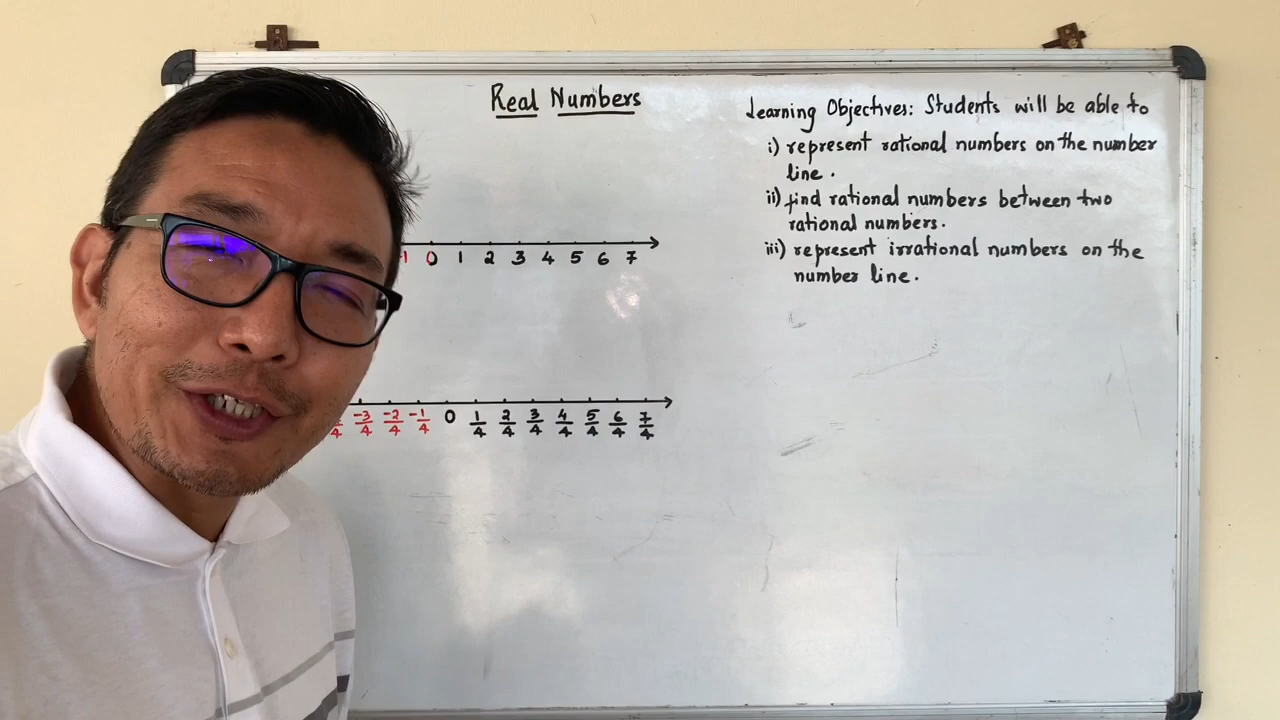 Real Numbers
Learning Objectives: Students will be able to
i) represent rational numbers on the number
line.
ii) find rational numbers between two
rational numbers.
iii) represent irrational numbers on the
number line.
-1 0 1 2 3 4 5 6 7
-3/4 -2/4 -1/4 0 1/4 2/4 3/4 4/4 5/4 6/4 7/4